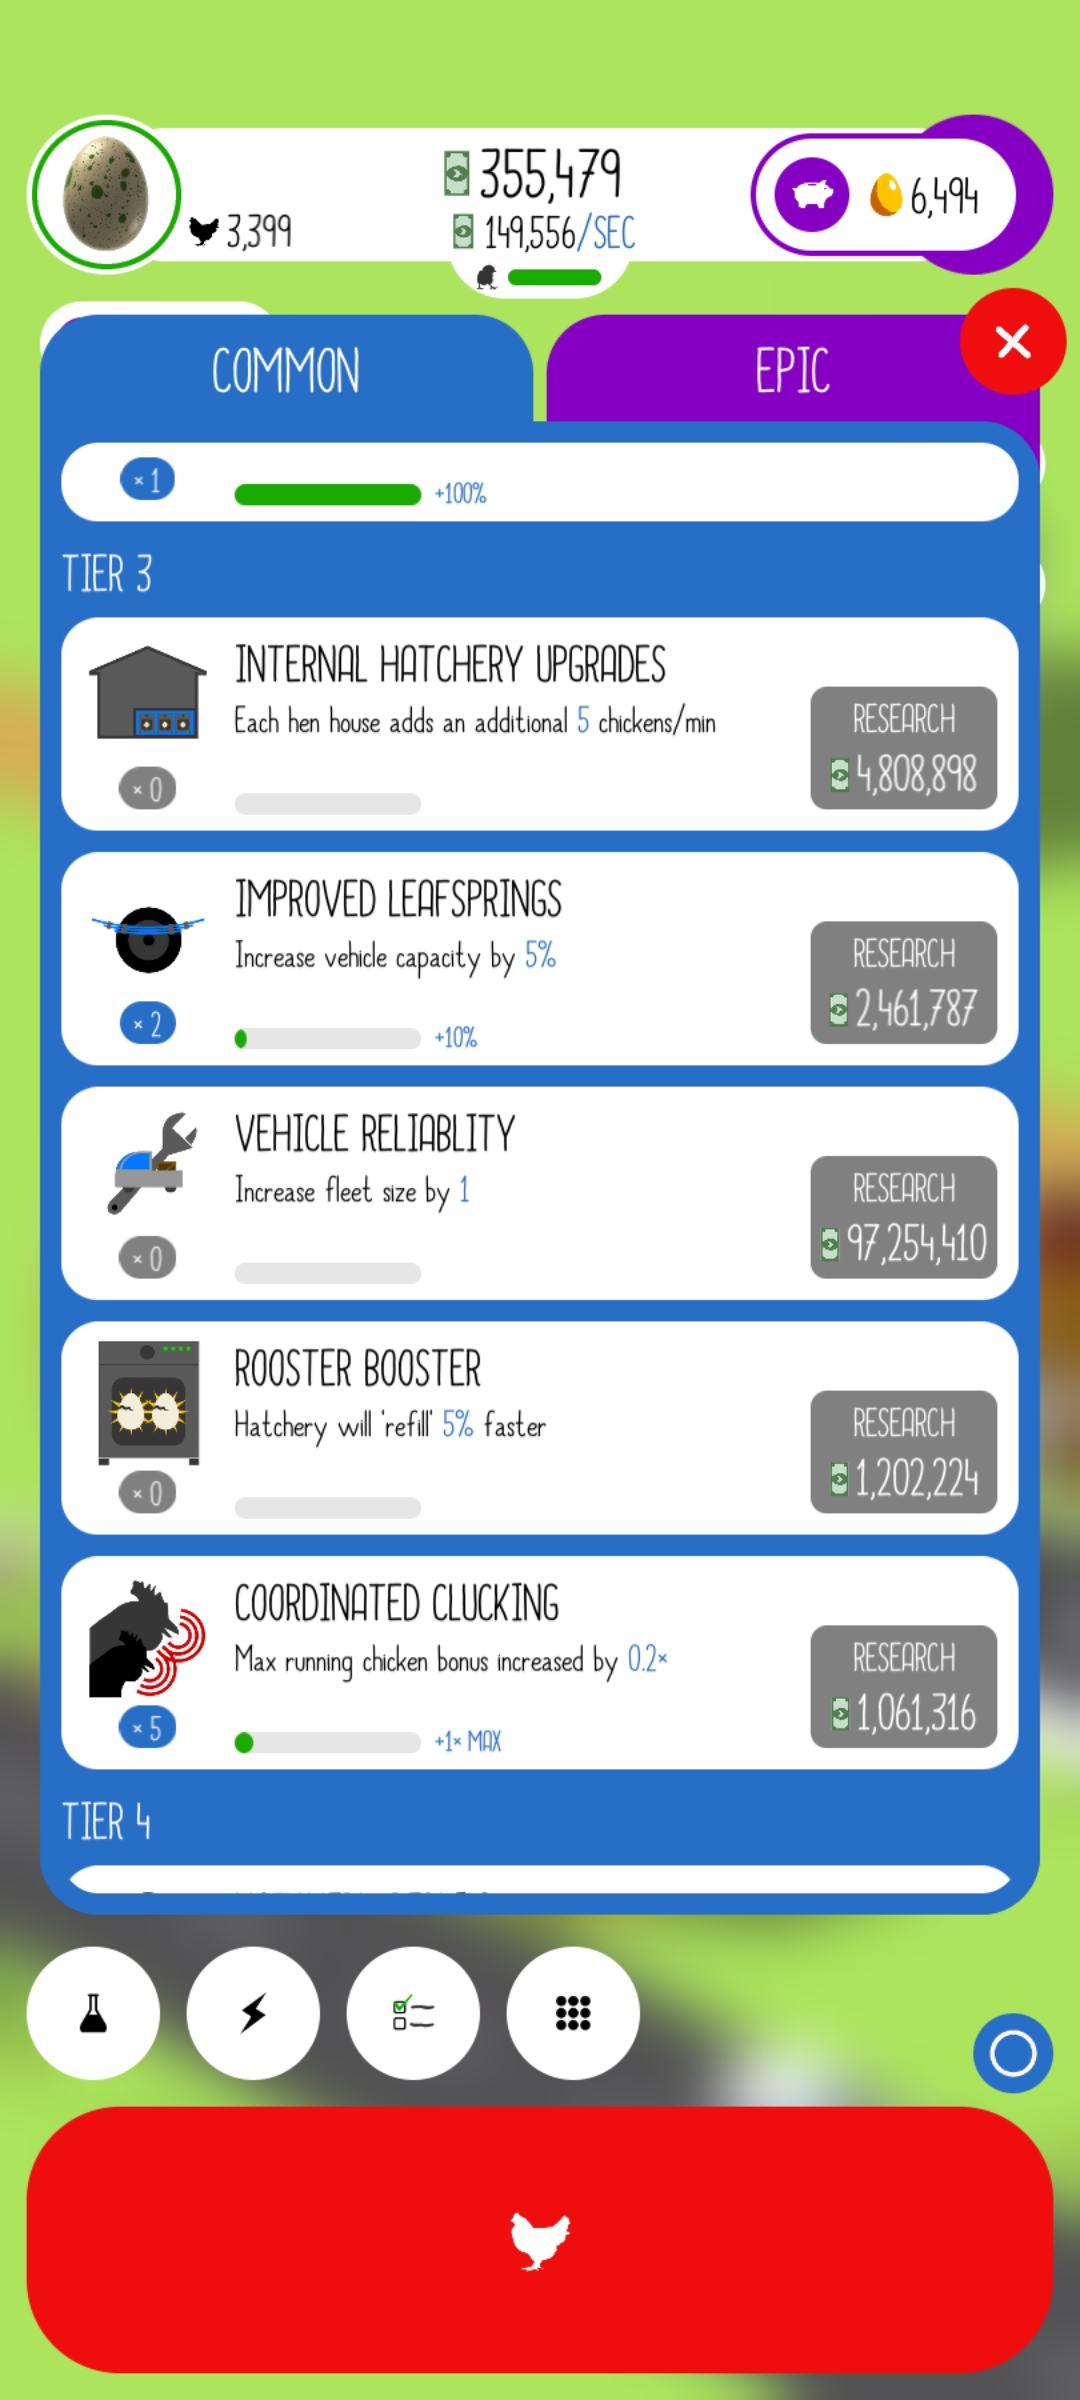 355,479
3,399
149,556/SEC
6,494
COMMON
EPIC
×1
+100%
TIER 3
INTERNAL HATCHERY UPGRADES
Each hen house adds an additional 5 chickens/min
RESEARCH
4,808,898
×0
IMPROVED LEAFSPRINGS
Increase vehicle capacity by 5%
RESEARCH
2,461,787
×2
+10%
VEHICLE RELIABLITY
Increase fleet size by 1
RESEARCH
97,254,410
×0
ROOSTER BOOSTER
Hatchery will 'refill' 5% faster
RESEARCH
1,202,224
×0
COORDINATED CLUCKING
Max running chicken bonus increased by 0.2×
RESEARCH
1,061,316
×5
+1× MAX
TIER 4